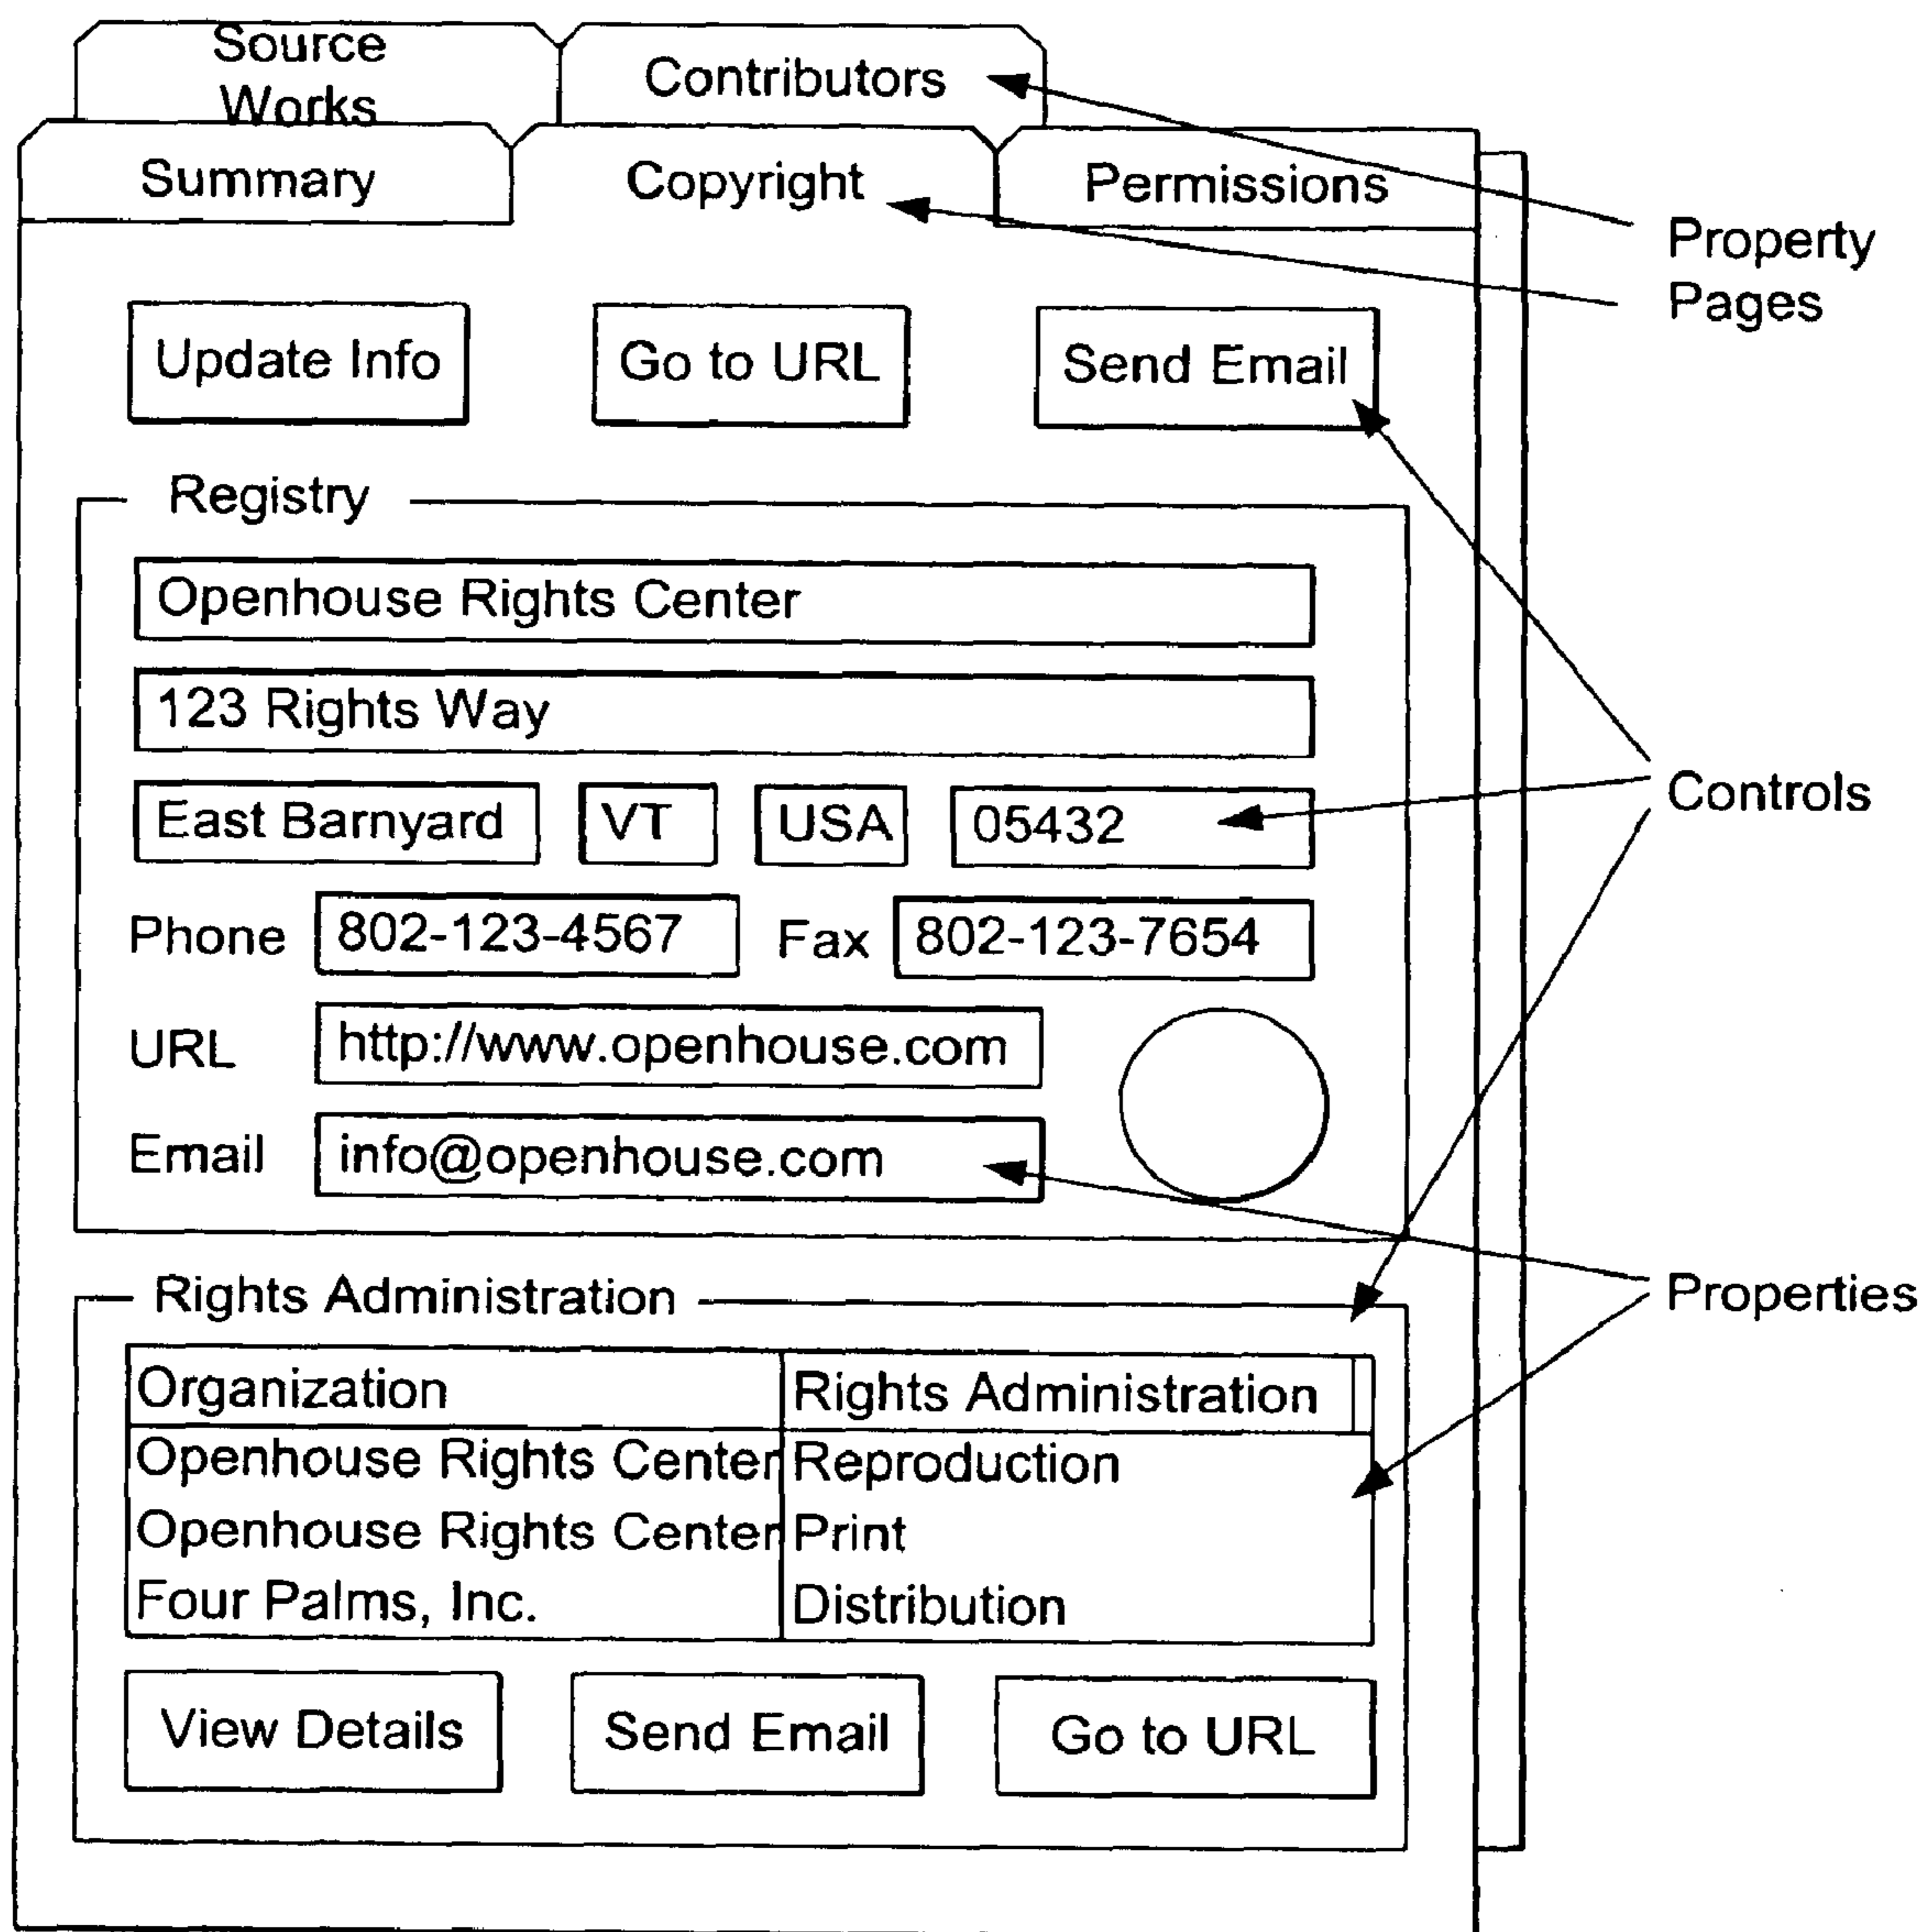 Source
Works
Contributors
Summary
Copyright
Permissions
Property
Pages
Update Info
Go to URL
Send Email
Registry
Openhouse Rights Center
123 Rights Way
East Barnyard
VT
USA
05432
Controls
Phone
802-123-4567
Fax
802-123-7654
URL
http://www.openhouse.com
Email
info@openhouse.com
Properties
Rights Administration
Organization
Rights Administration
Openhouse Rights Center
Reproduction
Openhouse Rights Center
Print
Four Palms, Inc.
Distribution
View Details
Send Email
Go to URL